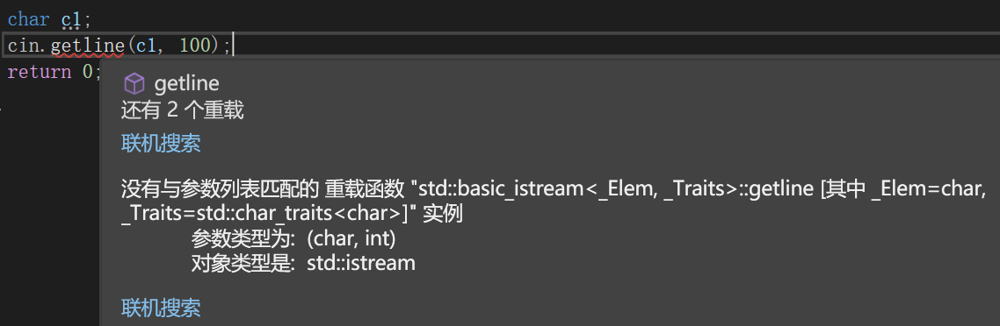 char c1;
cin.getline(c1, 100);
return 0;
getline
还有 2 个重载
联机搜索
没有与参数列表匹配的 重载函数 "std::basic_istream<_Elem, _Traits>::getline [其中 _Elem=char,
_Traits=std::char_traits<char>]" 实例
参数类型为: (char, int)
对象类型是: std::istream
联机搜索